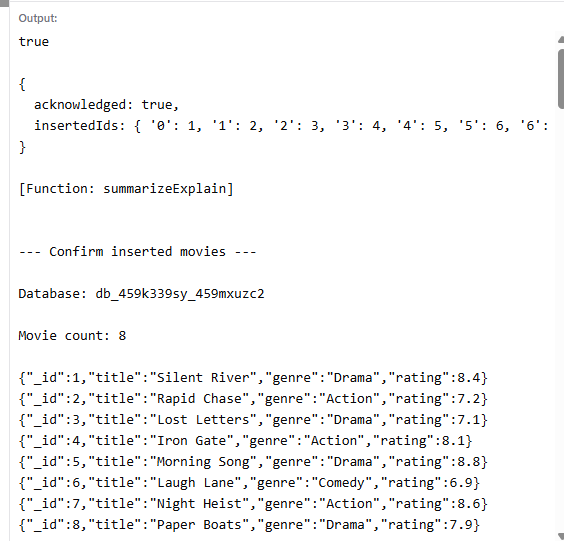 Output:
true
{
  acknowledged: true,
  insertedIds: { '0': 1, '1': 2, '2': 3, '3': 4, '4': 5, '5': 6, '6':
}
[Function: summarizeExplain]
--- Confirm inserted movies ---
Database: db_459k339sy_459mxuzc2
Movie count: 8
{"_id":1,"title":"Silent River","genre":"Drama","rating":8.4}
{"_id":2,"title":"Rapid Chase","genre":"Action","rating":7.2}
{"_id":3,"title":"Lost Letters","genre":"Drama","rating":7.1}
{"_id":4,"title":"Iron Gate","genre":"Action","rating":8.1}
{"_id":5,"title":"Morning Song","genre":"Drama","rating":8.8}
{"_id":6,"title":"Laugh Lane","genre":"Comedy","rating":6.9}
{"_id":7,"title":"Night Heist","genre":"Action","rating":8.6}
{"_id":8,"title":"Paper Boats","genre":"Drama","rating":7.9}